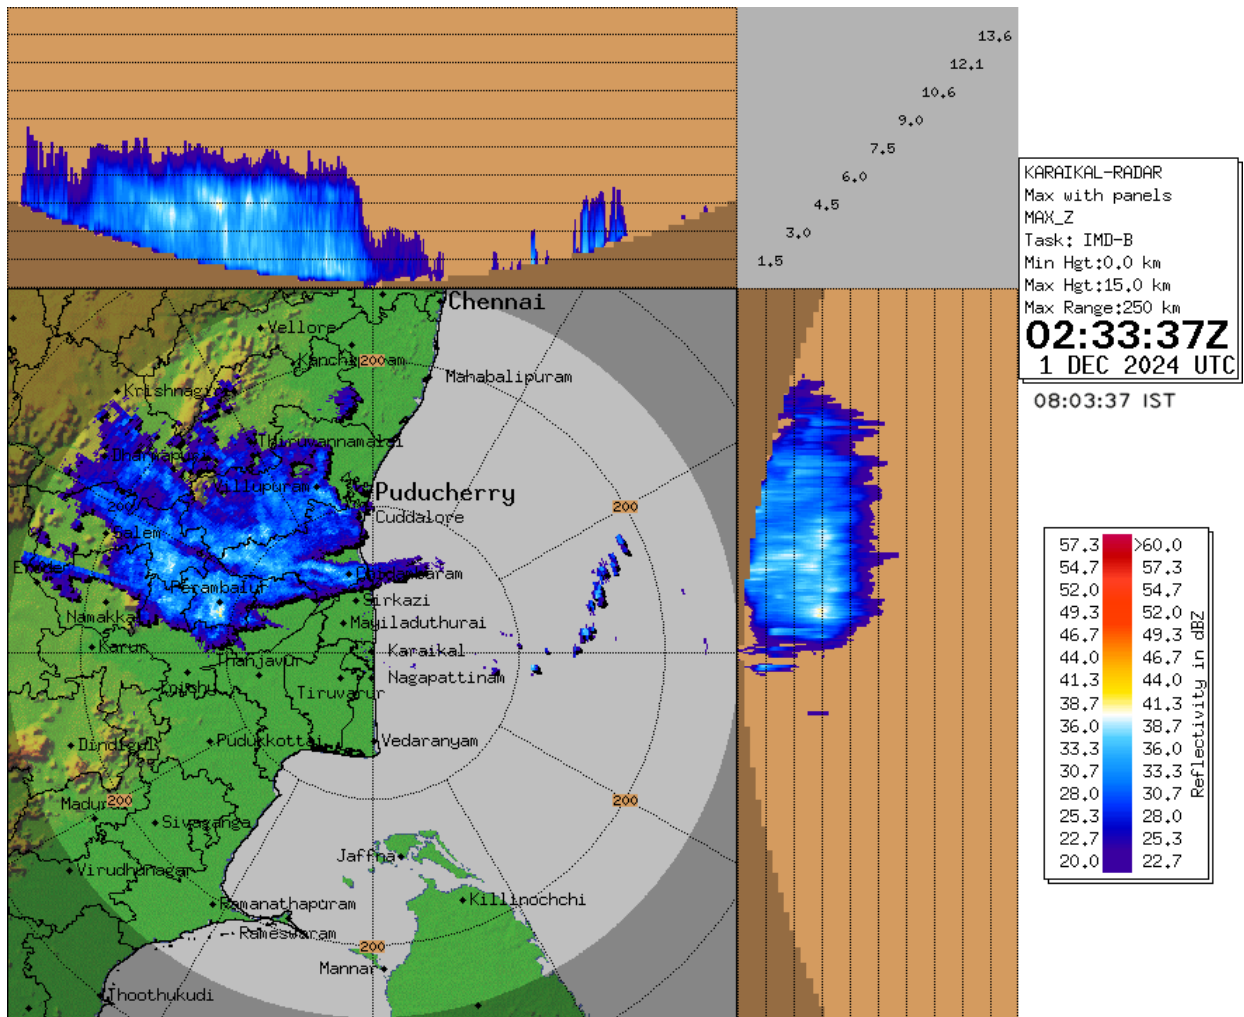 13.6
12.1
10.6
9.0
7.5
6.0
4.5
3.0
1.5
KARAIKAL-RADAR
Max with panels
MAX_Z
Task: IMD-B
Min Hgt:0.0 km
Max Hgt:15.0 km
Max Range:250 km
02:33:37Z
1 DEC 2024 UTC
08:03:37 IST
Chennai
Vellore
200
Mahabalipuram
Krishnagiri
Thiruvannamalai
Dharmapuri
Villupuram
Puducherry
200
200
Cuddalore
Salem
Erode
Chidambaram
Perambalur
Sirkazi
Namakkal
Mayiladuthurai
Karur
Karaikal
Thanjavur
Nagapattinam
Trichy
Tiruvarur
Pudukkottai
Vedaranyam
Dindigul
200
200
Madurai
Sivaganga
Jaffna
Virudhunagar
Killinochchi
Ramanathapuram
Rameswaram
200
Mannar
Thoothukudi
57.3 >60.0
54.7 57.3
52.0 54.7
49.3 52.0
46.7 49.3
44.0 46.7
41.3 44.0
38.7 41.3
36.0 38.7
33.3 36.0
30.7 33.3
28.0 30.7
25.3 28.0
22.7 25.3
20.0 22.7
Reflectivity in dBZ